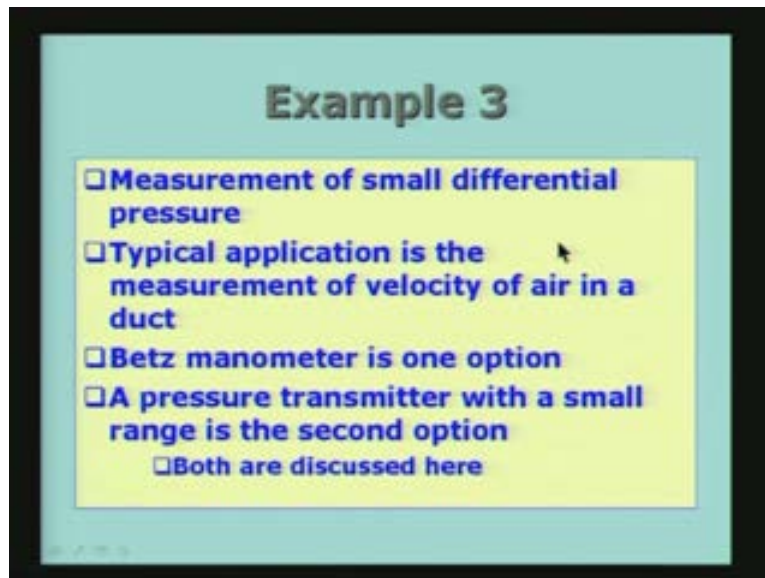 Example 3
❑Measurement of small differential
pressure
❑Typical application is the
measurement of velocity of air in a
duct
❑Betz manometer is one option
❑A pressure transmitter with a small
range is the second option
❑Both are discussed here